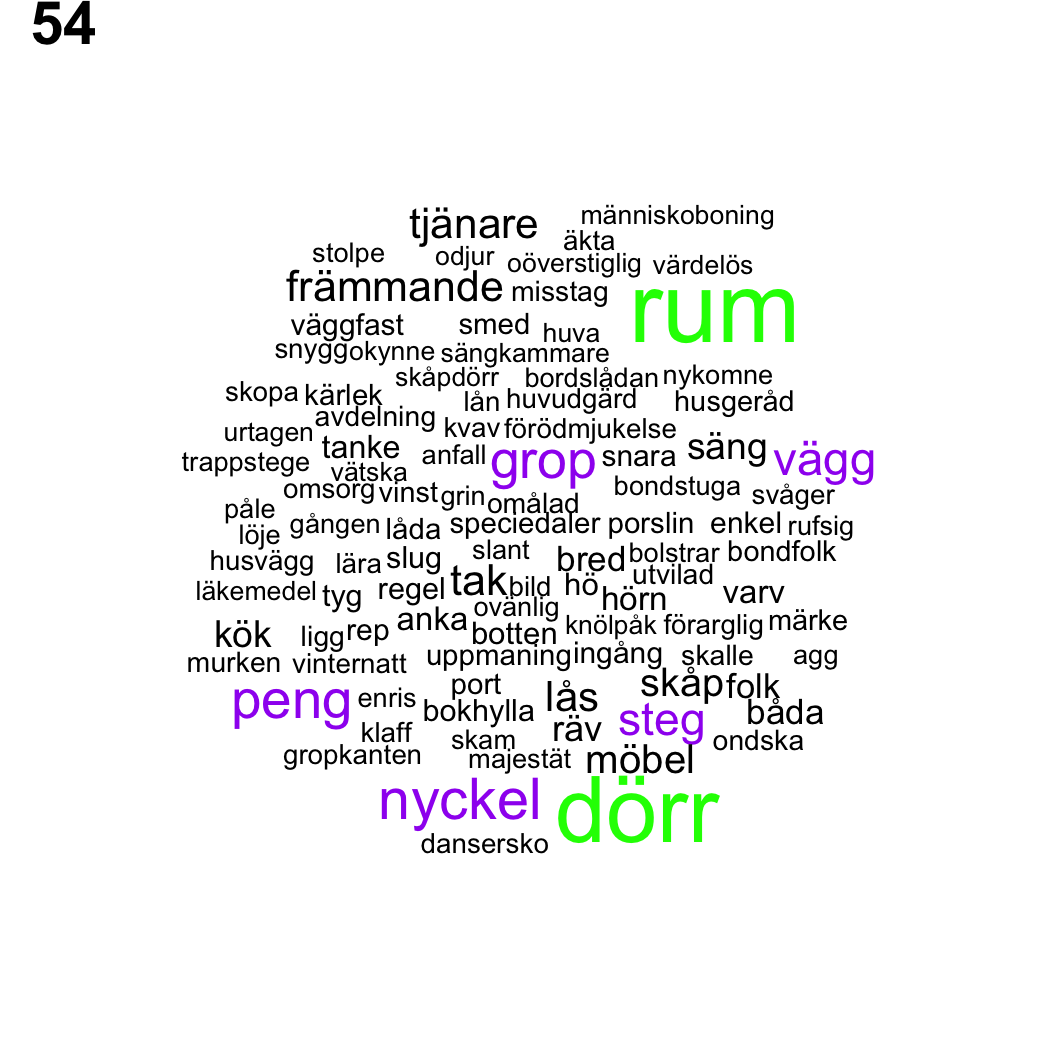 54
tjänare människoboning
äkta
stolpe odjur oöverstiglig värdelös
främmande misstag rum
väggfast smed huva
snyggokynne sängkammare
skåpdörr bordslådan nykomne
skopa kärlek lån huvudgärd husgeråd
avdelning
urtagen kvav förödmjukelse
tanke säng
trappstege anfall grop snara vägg
vätska
omsorg vinst grin omålad bondstuga svåger
påle
löje gången låda speciedaler porslin enkel rufsig
husvägg lära slug slant bred bolstrar bondfolk
läkemedel tyg regel tak bild hö utvilad varv
ovänlig hörn
kök ligg rep anka botten knölpåk förarglig märke
murken vinternatt uppmaning ingång skalle agg
peng enris port lås skåp folk
klaff bokhylla räv steg båda
gropkanten skam ondska
majestät möbel
nyckel dörr
dansersko